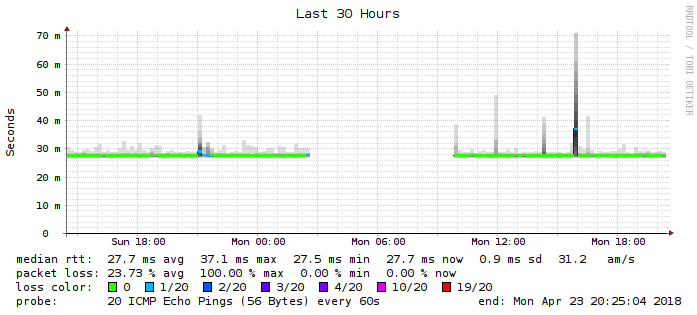 Last 30 Hours
RRDTOOL / TOBI OETIKER
Seconds
70 m
60 m
50 m
40 m
30 m
20 m
10 m
0
Sun 18:00 Mon 00:00 Mon 06:00 Mon 12:00 Mon 18:00
median rtt: 27.7 ms avg 37.1 ms max 27.5 ms min 27.7 ms now 0.9 ms sd 31.2 am/s
packet loss: 23.73 % avg 100.00 % max 0.00 % min 0.00 % now
loss color: 0 1/20 2/20 3/20 4/20 10/20 19/20
probe: 20 ICMP Echo Pings (56 Bytes) every 60s end: Mon Apr 23 20:25:04 2018